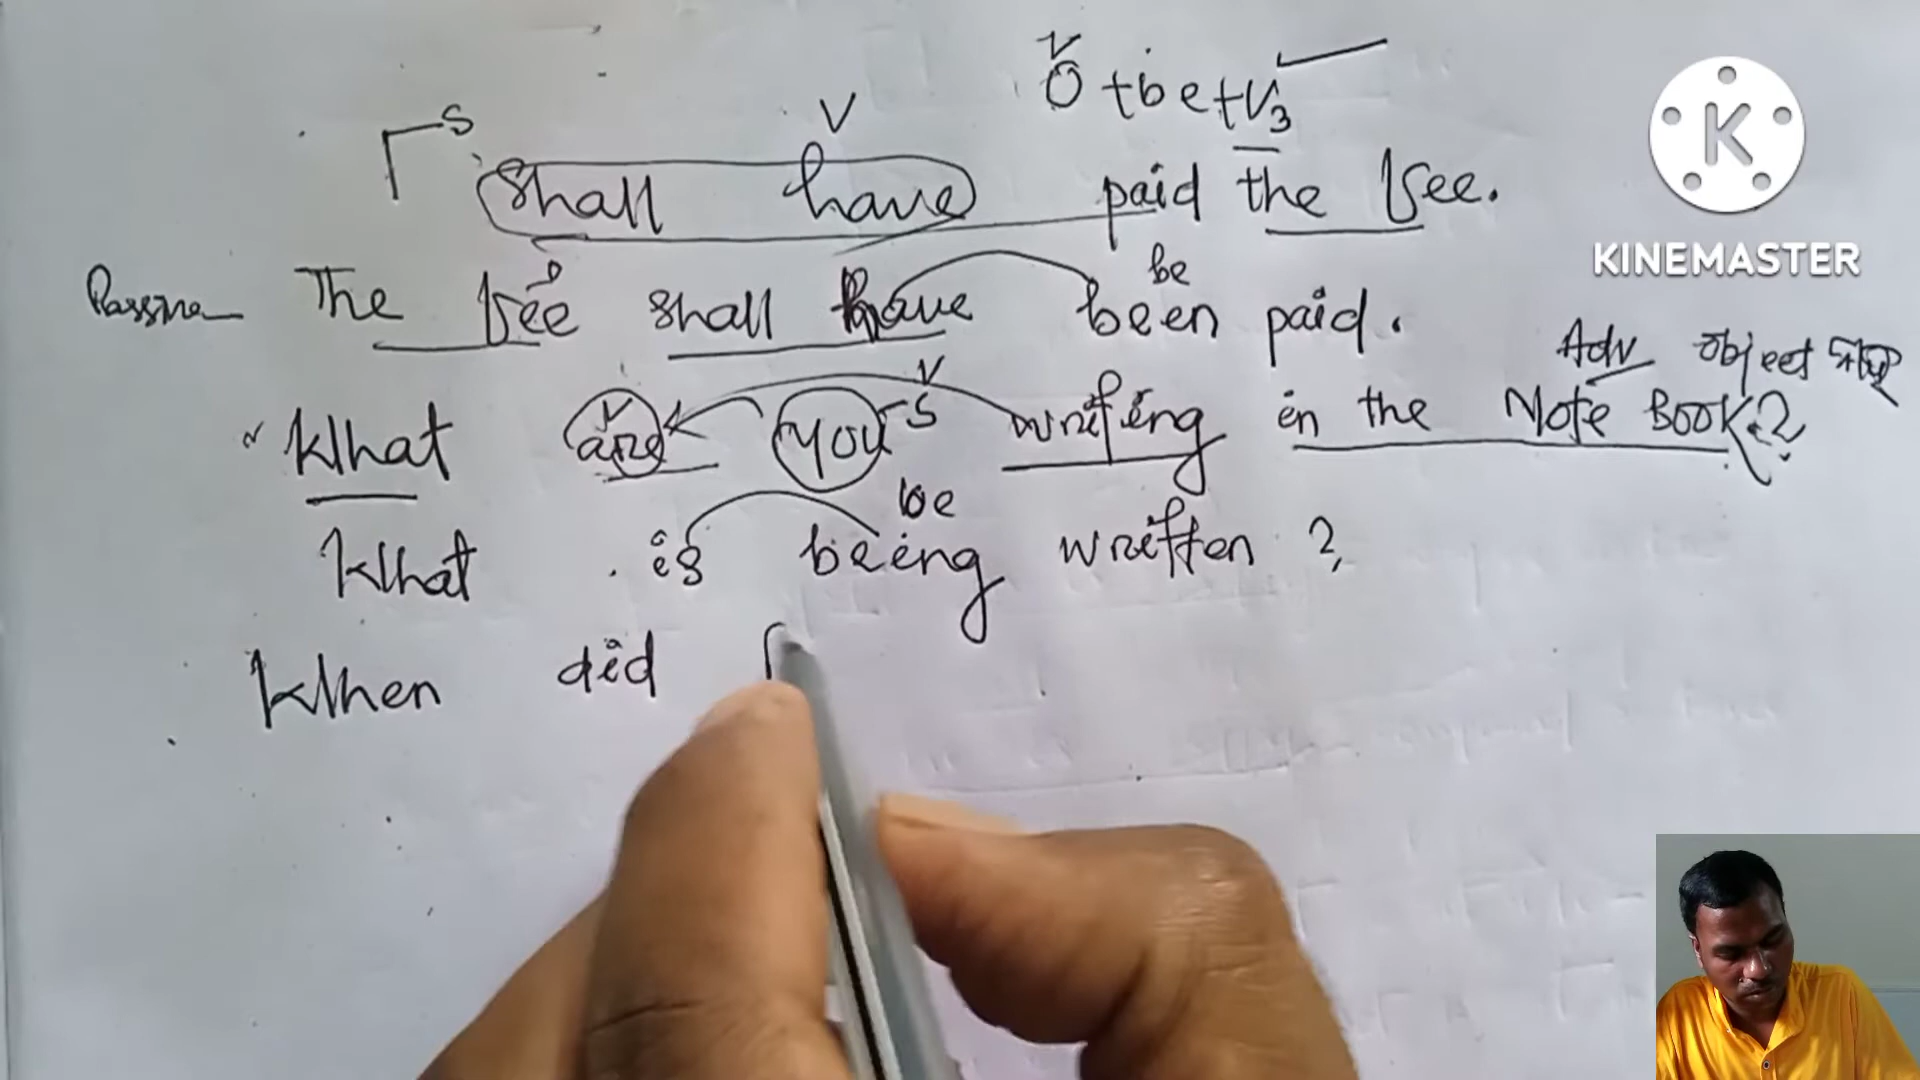 V
O + be + V3
S V
I shall have paid the fee.
O be
Passive The fee shall have been paid.
Adv object
V S V
What are you writing in the Note Book?
be
What is being written?
When did
KINEMASTER